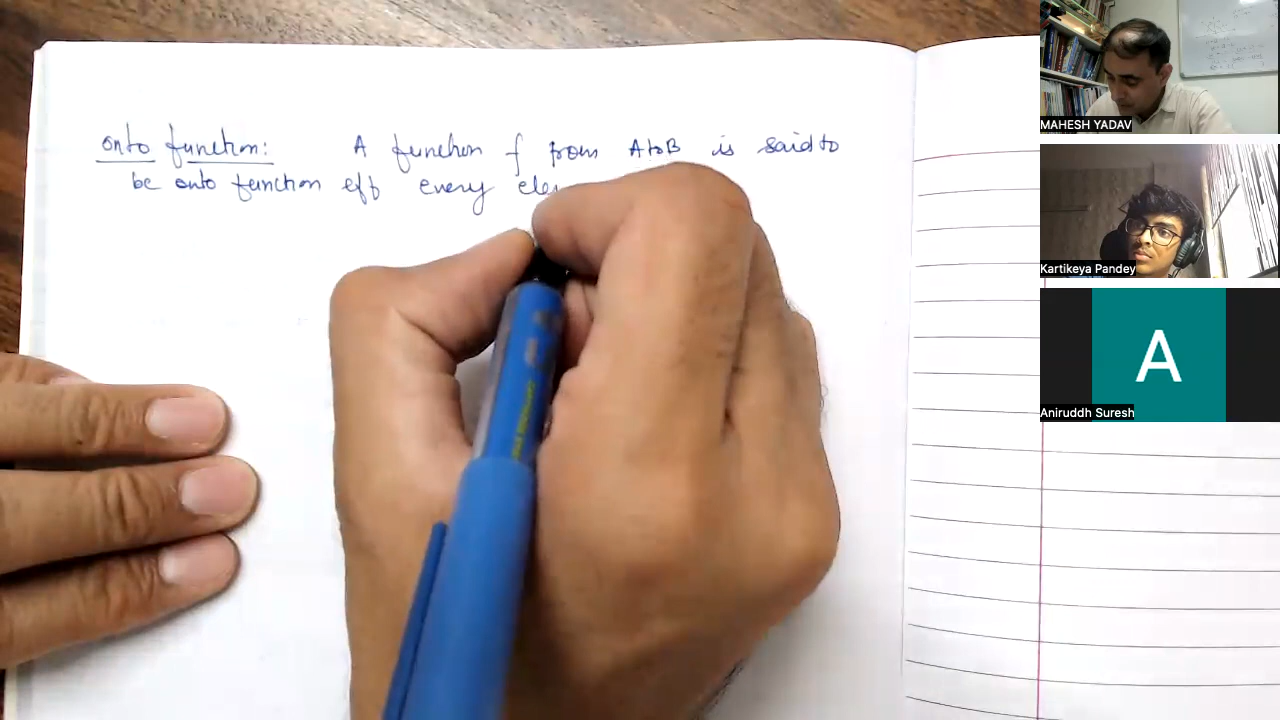 onto function: A function f from A to B is said to
be onto function iff every ele
MAHESH YADAV
Kartikeya Pandey
A
Aniruddh Suresh